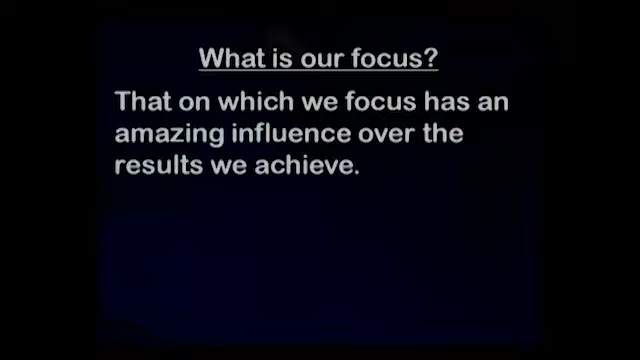 What is our focus?
That on which we focus has an
amazing influence over the
results we achieve.